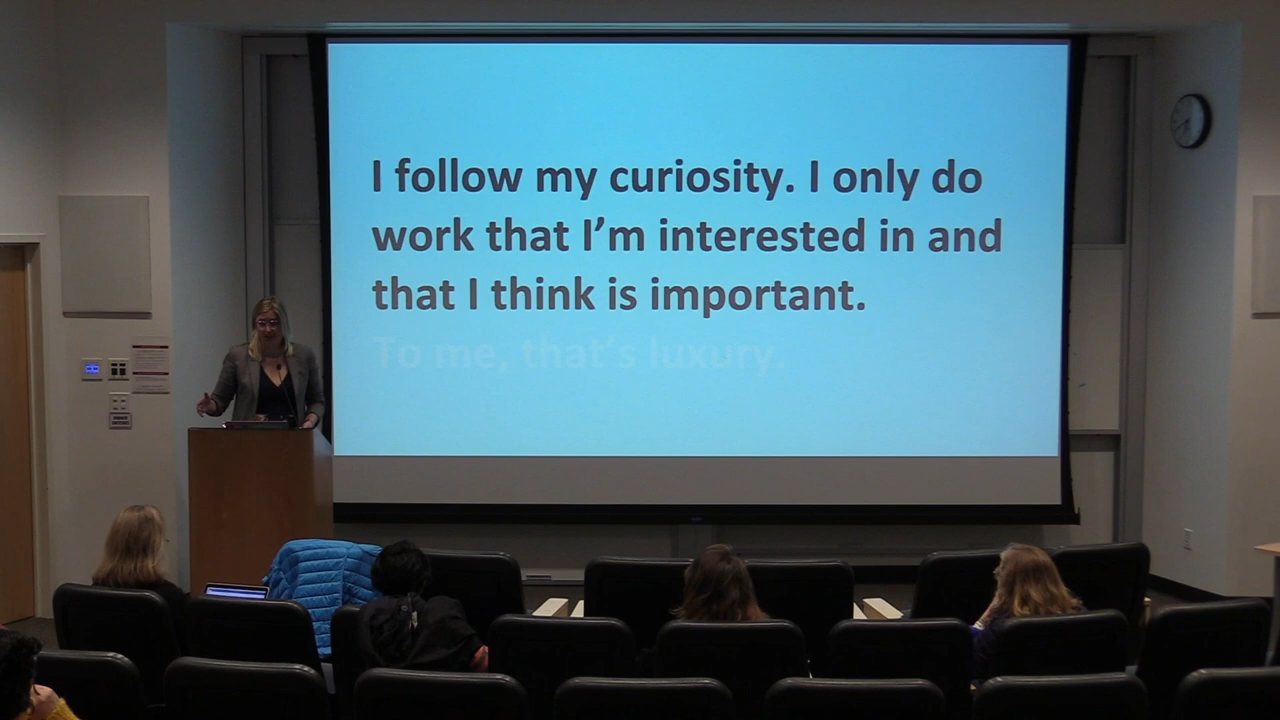 I follow my curiosity. I only do
work that I’m interested in and
that I think is important.
To me, that’s luxury.